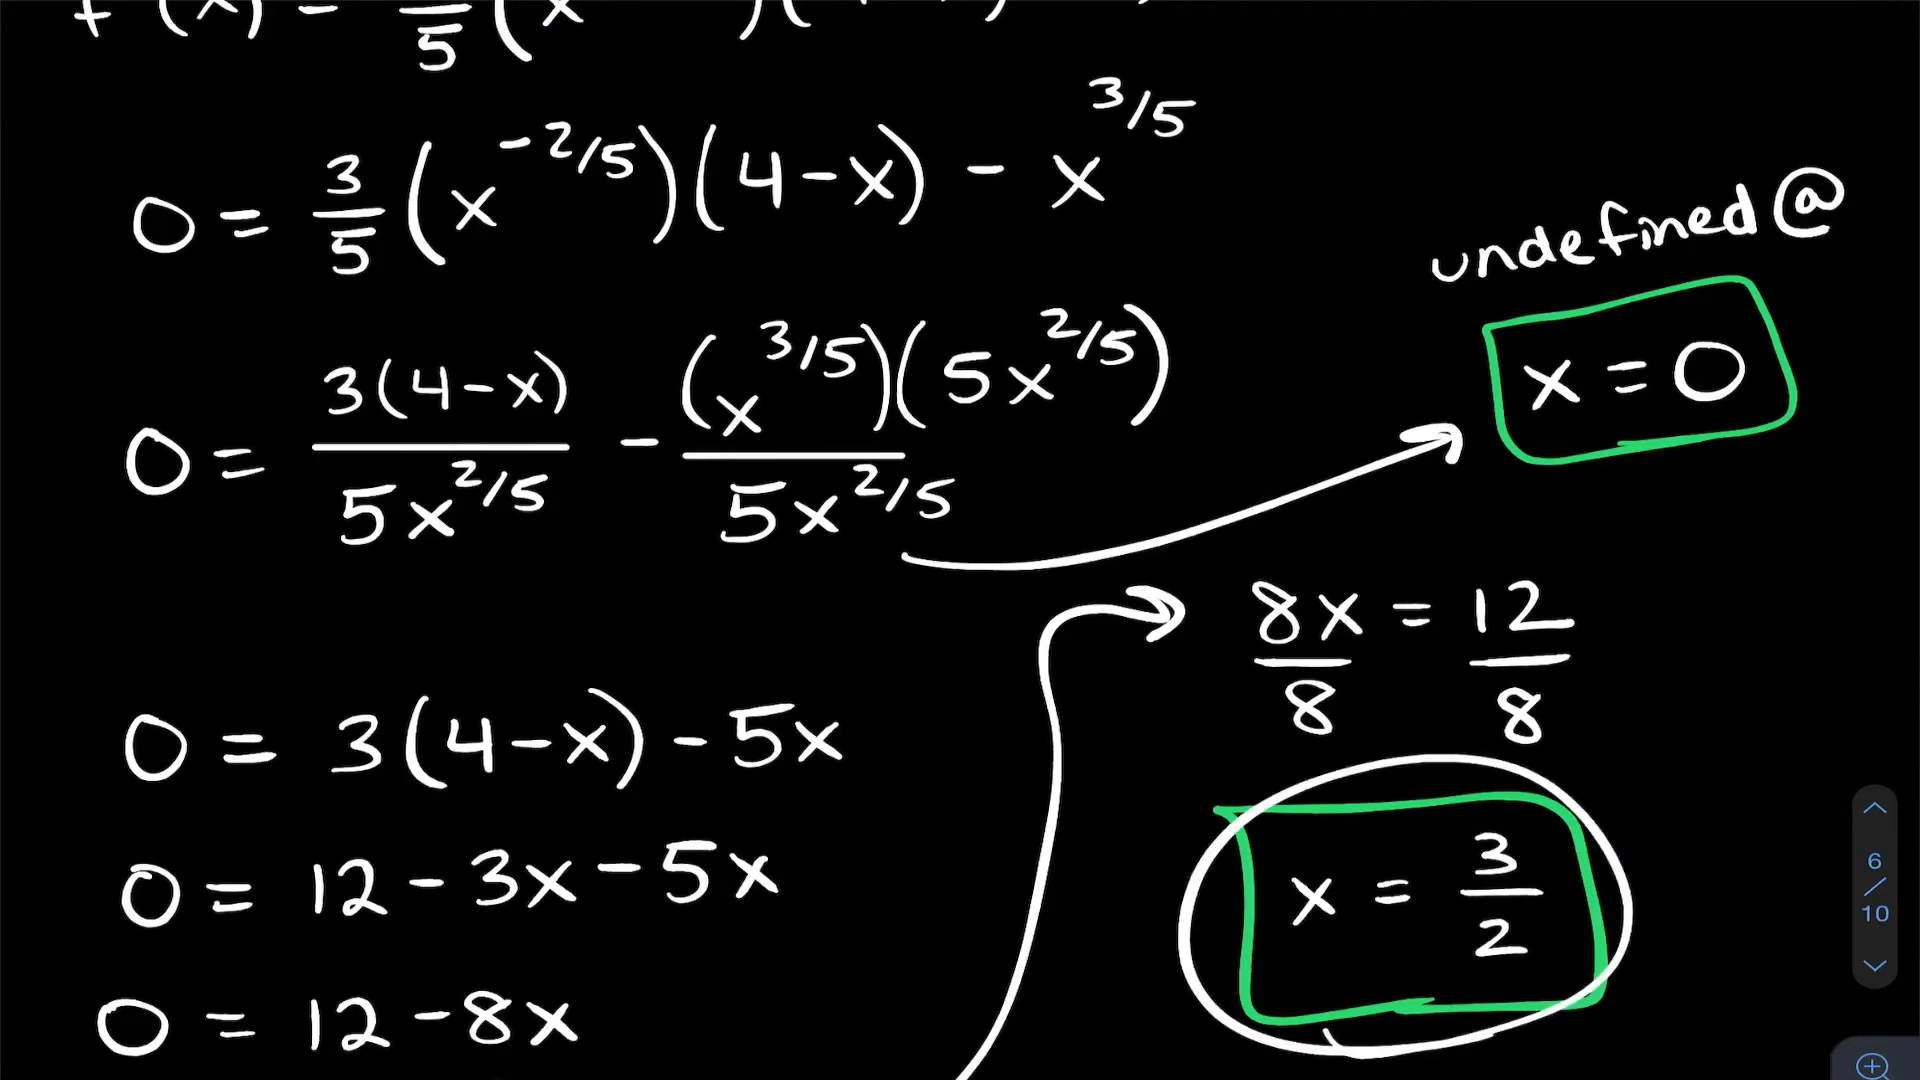 0 = 3/5 (x^-2/5)(4-x) - x^3/5
undefined @
x = 0
0 = 3(4-x)/5x^2/5 - (x^3/5)(5x^2/5)/5x^2/5
8x/8 = 12/8
0 = 3(4-x) - 5x
x = 3/2
0 = 12 - 3x - 5x
0 = 12 - 8x
6
/
10